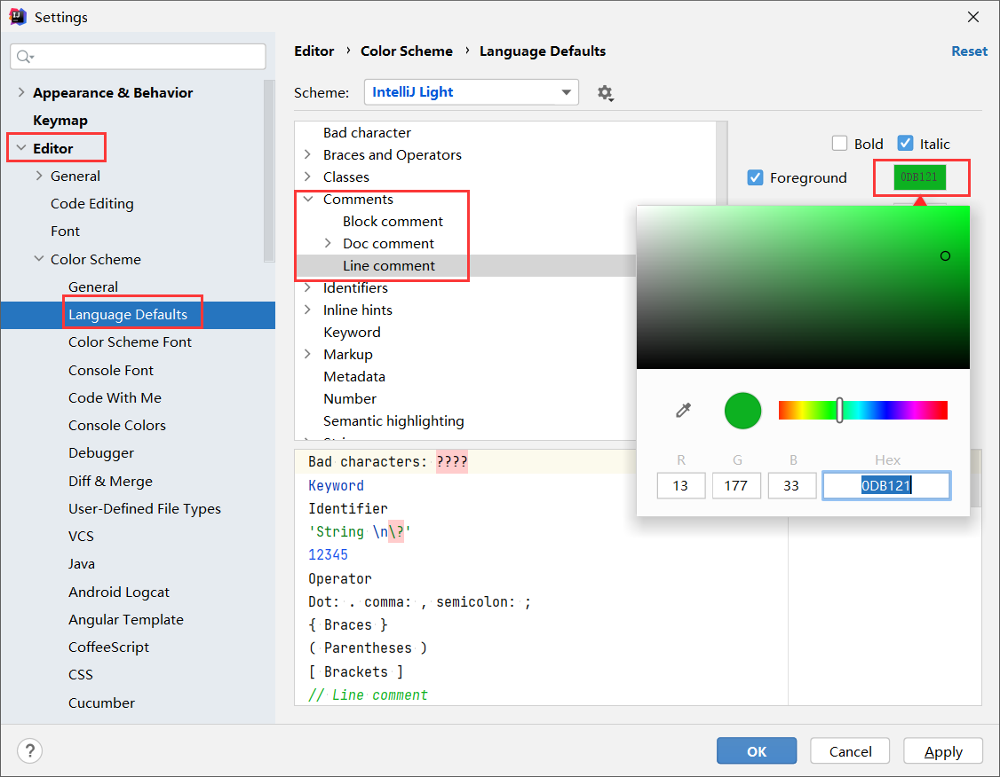 Settings
Editor › Color Scheme › Language Defaults
Reset
Appearance & Behavior
Keymap
Editor
General
Code Editing
Font
Color Scheme
General
Language Defaults
Color Scheme Font
Console Font
Code With Me
Console Colors
Debugger
Diff & Merge
User-Defined File Types
VCS
Java
Android Logcat
Angular Template
CoffeeScript
CSS
Cucumber
Scheme: IntelliJ Light
Bad character
Braces and Operators
Classes
Comments
Block comment
Doc comment
Line comment
Identifiers
Inline hints
Keyword
Markup
Metadata
Number
Semantic highlighting
Bold Italic
Foreground 0DB121
R G B Hex
13 177 33 0DB121
Bad characters: ????
Keyword
Identifier
'String \n\?'
12345
Operator
Dot: . comma: , semicolon: ;
{ Braces }
( Parentheses )
[ Brackets ]
// Line comment
?
OK Cancel Apply